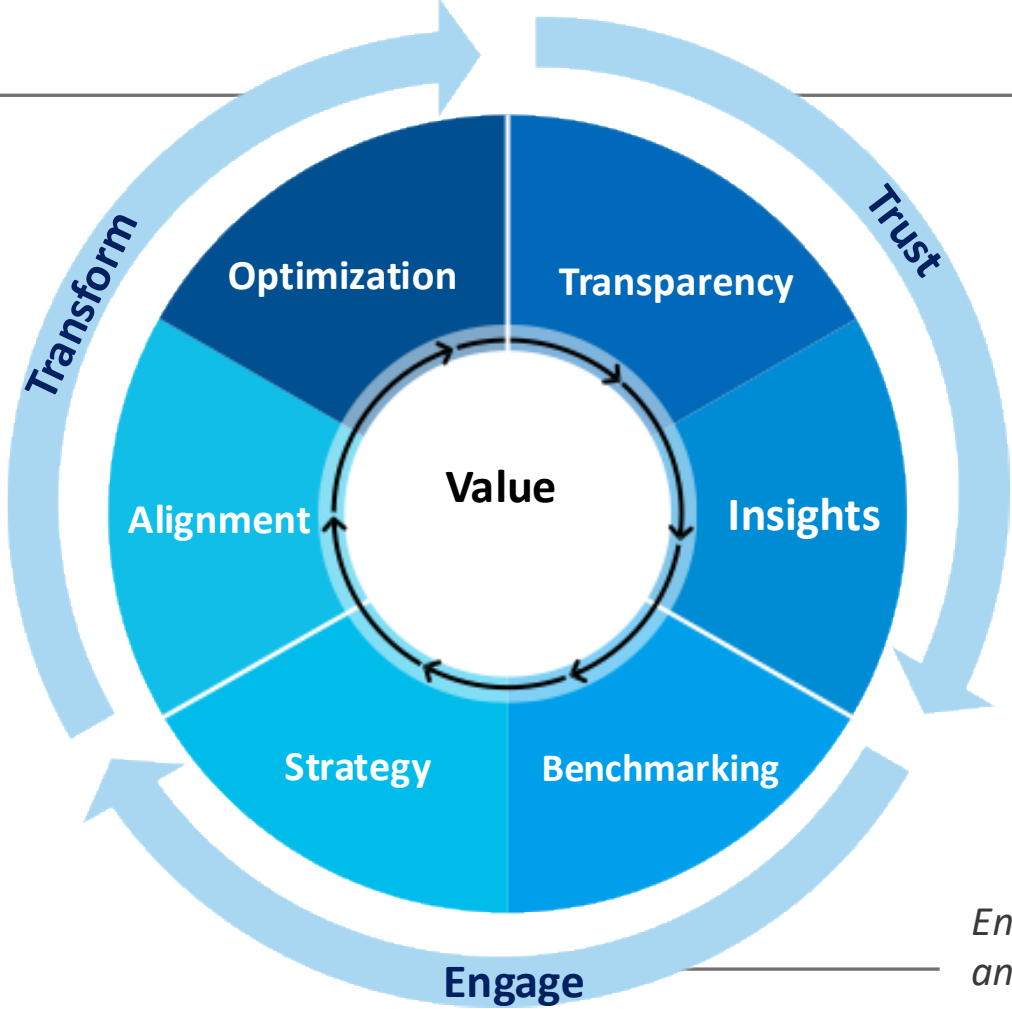 Transform
Trust
Optimization
Transparency
Value
Alignment
Insights
Strategy
Benchmarking
Engage